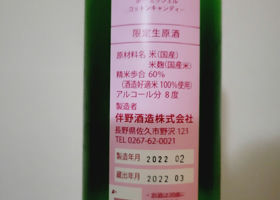 コットンキャンディー
限定生原酒
原材料名 米(国産)
米麹(国産米)
精米歩合 60%
(酒造好適米100%使用)
アルコール分 8度
製造者
伴野酒造株式会社
長野県佐久市野沢123
TEL 0267-62-0021
製造年月 2022 02
蔵出年月 2022 03